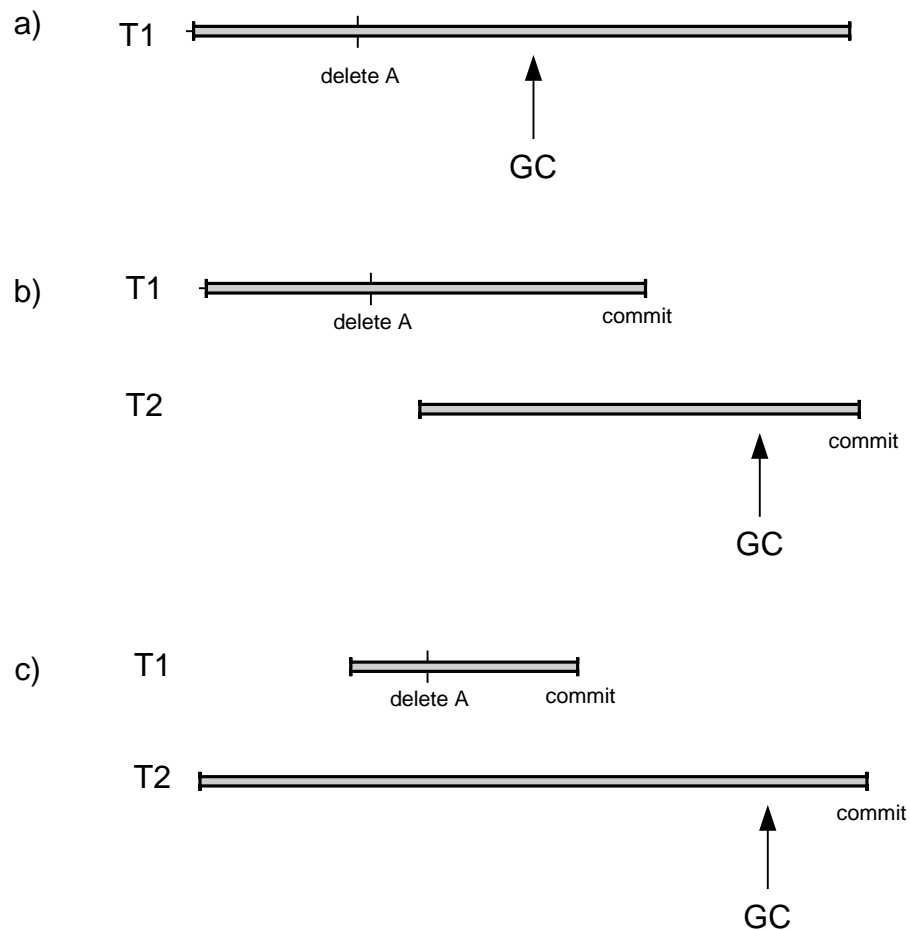 a) T1
delete A
GC
b) T1
delete A commit
T2
commit
GC
c) T1
delete A commit
T2
commit
GC